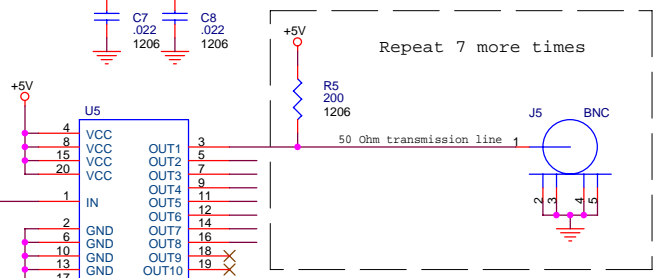 C7
.022
1206
C8
.022
1206
+5V
Repeat 7 more times
R5
200
1206
+5V
U5
J5 BNC
50 Ohm transmission line 1
4 VCC
8 VCC
15 VCC
20 VCC
1 IN
2 GND
6 GND
10 GND
13 GND
17
OUT1 3
OUT2 5
OUT3 7
OUT4 9
OUT5 11
OUT6 12
OUT7 14
OUT8 16
OUT9 18
OUT10 19
2 3 4 5